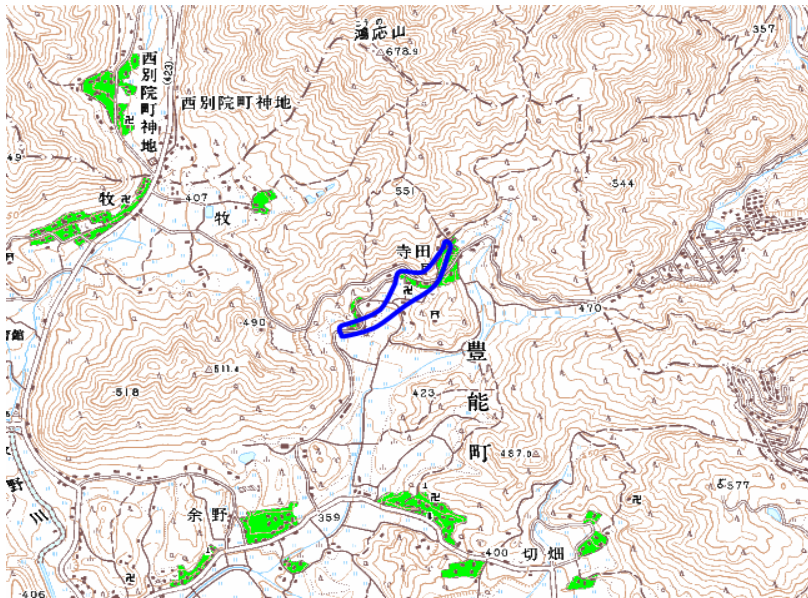 こうの
鴻応山
678.9
357
(423)
西別院町神地
西別院町神地
49
牧
407
牧
551
544
寺田
490
470
511.4
518
豊能町
423
487.0
577
野川
余野
359
400
切畑
406
館